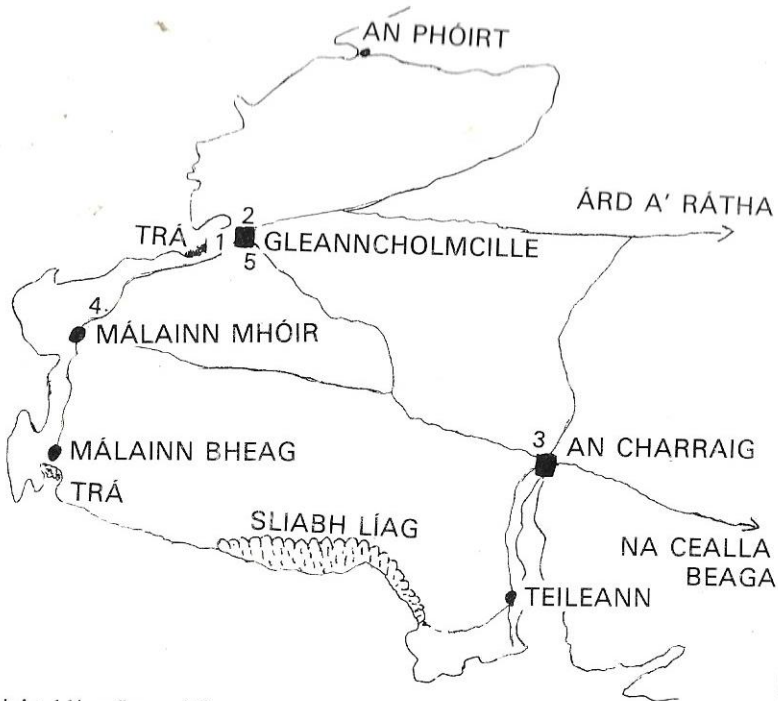 AN PHÓIRT
ÁRD A' RÁTHA
2
TRÁ 1 GLEANNCHOLMCILLE
5
4.
MÁLAINN MHÓIR
3
AN CHARRAIG
MÁLAINN BHEAG
TRÁ
SLIABH LÍAG
NA CEALLA
BEAGA
TEILEANN